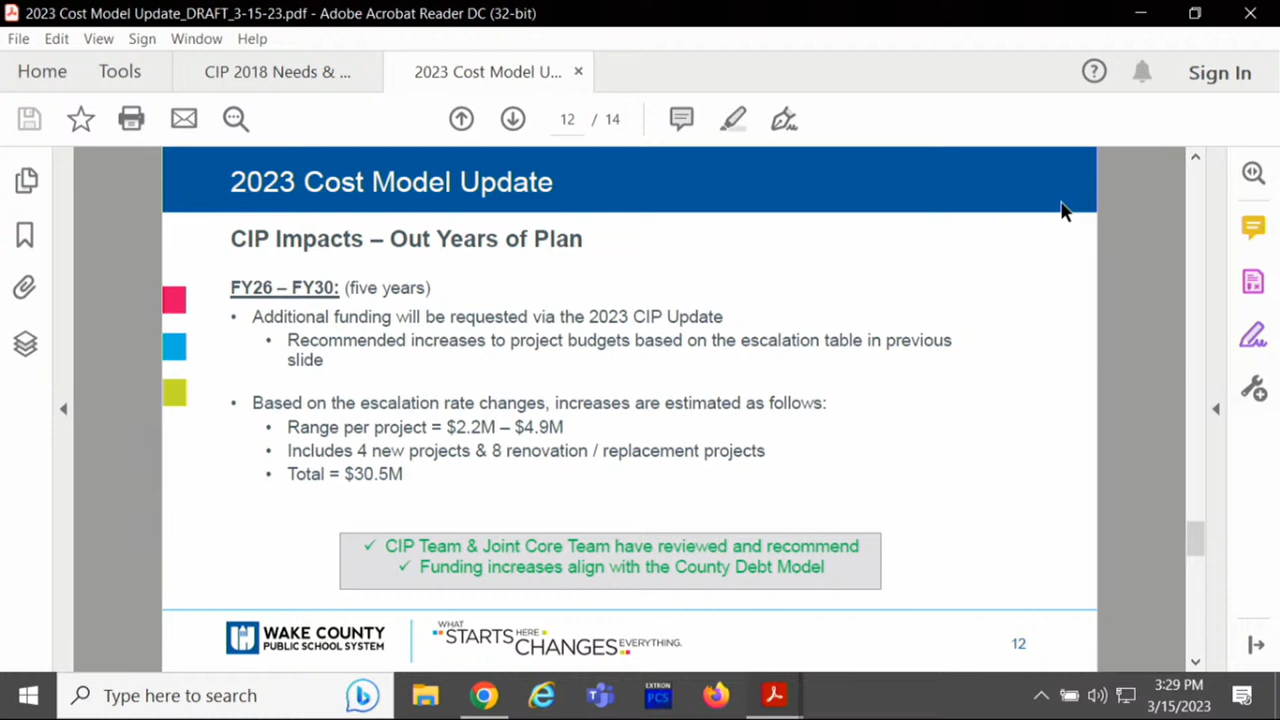 2023 Cost Model Update_DRAFT_3-15-23.pdf - Adobe Acrobat Reader DC (32-bit)
File Edit View Sign Window Help
Home Tools CIP 2018 Needs & ... 2023 Cost Model U... × Sign In
12 / 14
2023 Cost Model Update
CIP Impacts – Out Years of Plan
FY26 – FY30: (five years)
• Additional funding will be requested via the 2023 CIP Update
• Recommended increases to project budgets based on the escalation table in previous
slide
• Based on the escalation rate changes, increases are estimated as follows:
• Range per project = $2.2M – $4.9M
• Includes 4 new projects & 8 renovation / replacement projects
• Total = $30.5M
✓ CIP Team & Joint Core Team have reviewed and recommend
✓ Funding increases align with the County Debt Model
WAKE COUNTY
PUBLIC SCHOOL SYSTEM
WHAT
STARTS HERE
CHANGES EVERYTHING.
12
Type here to search
EXTRON
PCS
3:29 PM
3/15/2023